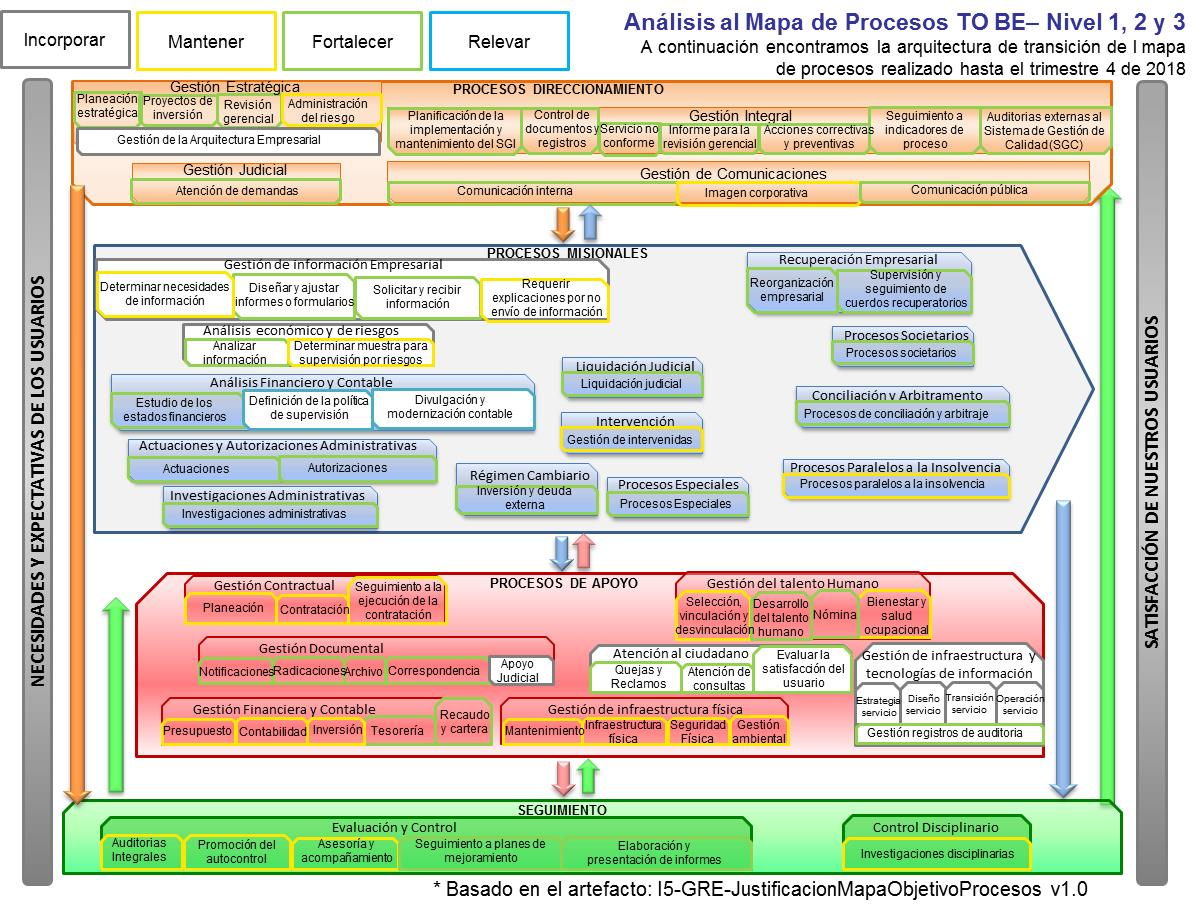 Incorporar
Mantener
Fortalecer
Relevar
Análisis al Mapa de Procesos TO BE– Nivel 1, 2 y 3
A continuación encontramos la arquitectura de transición de l mapa
de procesos realizado hasta el trimestre 4 de 2018
NECESIDADES Y EXPECTATIVAS DE LOS USUARIOS
SATISFACCIÓN DE NUESTROS USUARIOS
PROCESOS DIRECCIONAMIENTO
Gestión Estratégica
Planeación
estratégica
Proyectos de
inversión
Revisión
gerencial
Administración
del riesgo
Gestión de la Arquitectura Empresarial
Gestión Integral
Planificación de la
implementación y
mantenimiento del SGI
Control de
documentos y
registros
Servicio no
conforme
Informe para la
revisión gerencial
Acciones correctivas
y preventivas
Seguimiento a
indicadores de
proceso
Auditorias externas al
Sistema de Gestión de
Calidad (SGC)
Gestión Judicial
Atención de demandas
Gestión de Comunicaciones
Comunicación interna
Imagen corporativa
Comunicación pública
PROCESOS MISIONALES
Gestión de información Empresarial
Determinar necesidades
de información
Diseñar y ajustar
informes o formularios
Solicitar y recibir
información
Requerir
explicaciones por no
envío de información
Recuperación Empresarial
Reorganización
empresarial
Supervisión y
seguimiento de
cuerdos recuperatorios
Análisis económico y de riesgos
Analizar
información
Determinar muestra para
supervisión por riesgos
Procesos Societarios
Procesos societarios
Análisis Financiero y Contable
Estudio de los
estados financieros
Definición de la política
de supervisión
Divulgación y
modernización contable
Liquidación Judicial
Liquidación judicial
Conciliación y Arbitramento
Procesos de conciliación y arbitraje
Intervención
Gestión de intervenidas
Actuaciones y Autorizaciones Administrativas
Actuaciones
Autorizaciones
Régimen Cambiario
Inversión y deuda
externa
Procesos Especiales
Procesos Especiales
Procesos Paralelos a la Insolvencia
Procesos paralelos a la insolvencia
Investigaciones Administrativas
Investigaciones administrativas
PROCESOS DE APOYO
Gestión Contractual
Planeación
Contratación
Seguimiento a la
ejecución de la
contratación
Gestión del talento Humano
Selección,
vinculación y
desvinculación
Desarrollo
del talento
humano
Nómina
Bienestar y
salud
ocupacional
Gestión Documental
Notificaciones
Radicaciones
Archivo
Correspondencia
Apoyo
Judicial
Atención al ciudadano
Quejas y
Reclamos
Atención de
consultas
Evaluar la
satisfacción del
usuario
Gestión de infraestructura y
tecnologías de información
Estrategia
servicio
Diseño
servicio
Transición
servicio
Operación
servicio
Gestión registros de auditoria
Gestión Financiera y Contable
Presupuesto
Contabilidad
Inversión
Tesorería
Recaudo
y cartera
Gestión de infraestructura física
Mantenimiento
Infraestructura
física
Seguridad
Física
Gestión
ambiental
SEGUIMIENTO
Evaluación y Control
Auditorias
Integrales
Promoción del
autocontrol
Asesoría y
acompañamiento
Seguimiento a planes de
mejoramiento
Elaboración y
presentación de informes
Control Disciplinario
Investigaciones disciplinarias
* Basado en el artefacto: I5-GRE-JustificacionMapaObjetivoProcesos v1.0